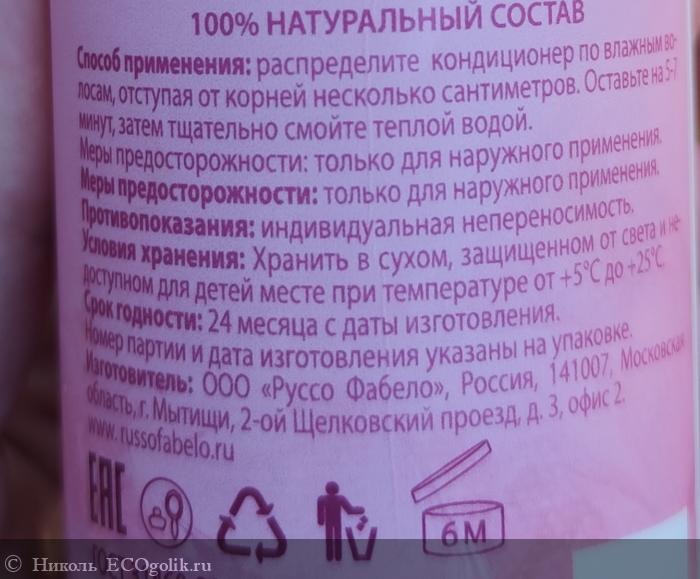 100% НАТУРАЛЬНЫЙ СОСТАВ
Способ применения: распределите кондиционер по влажным во-
лосам, отступая от корней несколько сантиметров. Оставьте на 5-7
минут, затем тщательно смойте теплой водой.
Меры предосторожности: только для наружного применения.
Меры предосторожности: только для наружного применения.
Противопоказания: индивидуальная непереносимость.
Условия хранения: Хранить в сухом, защищенном от света и не-
доступном для детей месте при температуре от +5°C до +25°C.
Срок годности: 24 месяца с даты изготовления.
Номер партии и дата изготовления указаны на упаковке.
Изготовитель: ООО «Руссо Фабело», Россия, 141007, Московская
область, г. Мытищи, 2-ой Щелковский проезд, д. 3, офис 2.
www.russofabelo.ru
EAC
6 М
© Николь ECOgolik.ru